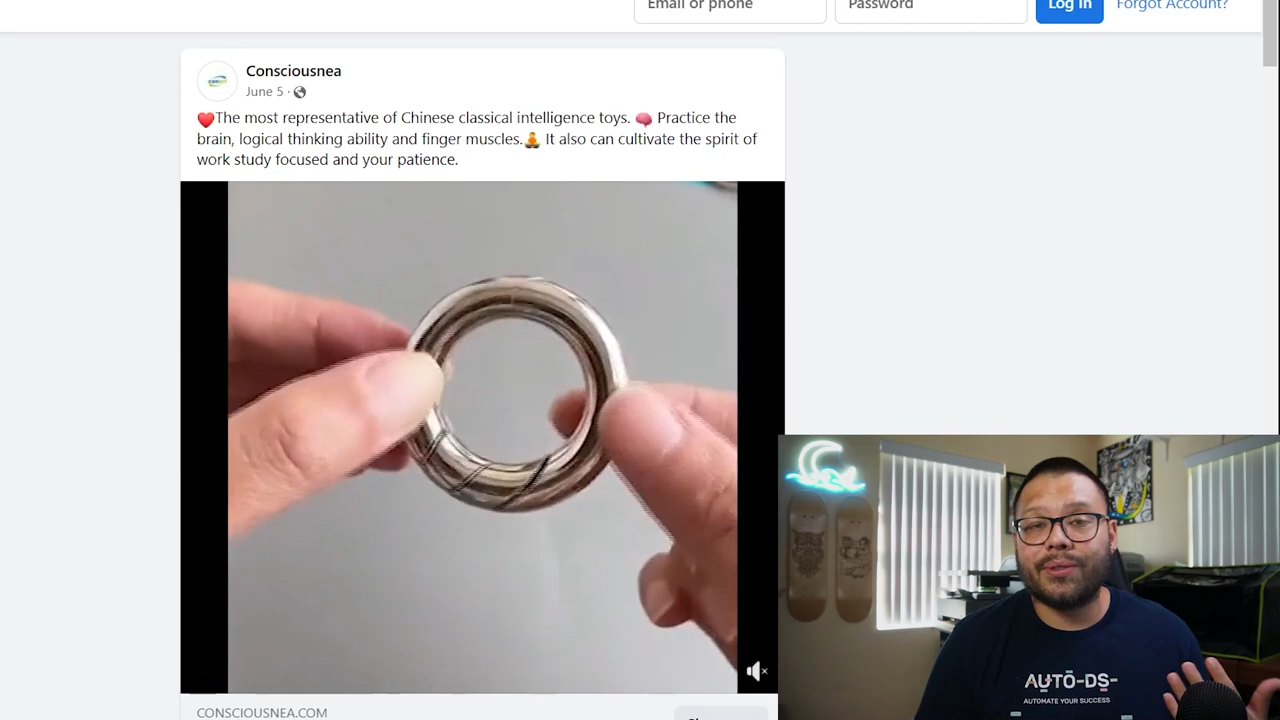 Email or phone
Password
Log In
Forgot Account?
Consciousnea
June 5 ·
❤️The most representative of Chinese classical intelligence toys. 🧠 Practice the
brain, logical thinking ability and finger muscles.🧘 It also can cultivate the spirit of
work study focused and your patience.
CONSCIOUSNEA.COM
AUTO-DS-
AUTOMATE YOUR SUCCESS